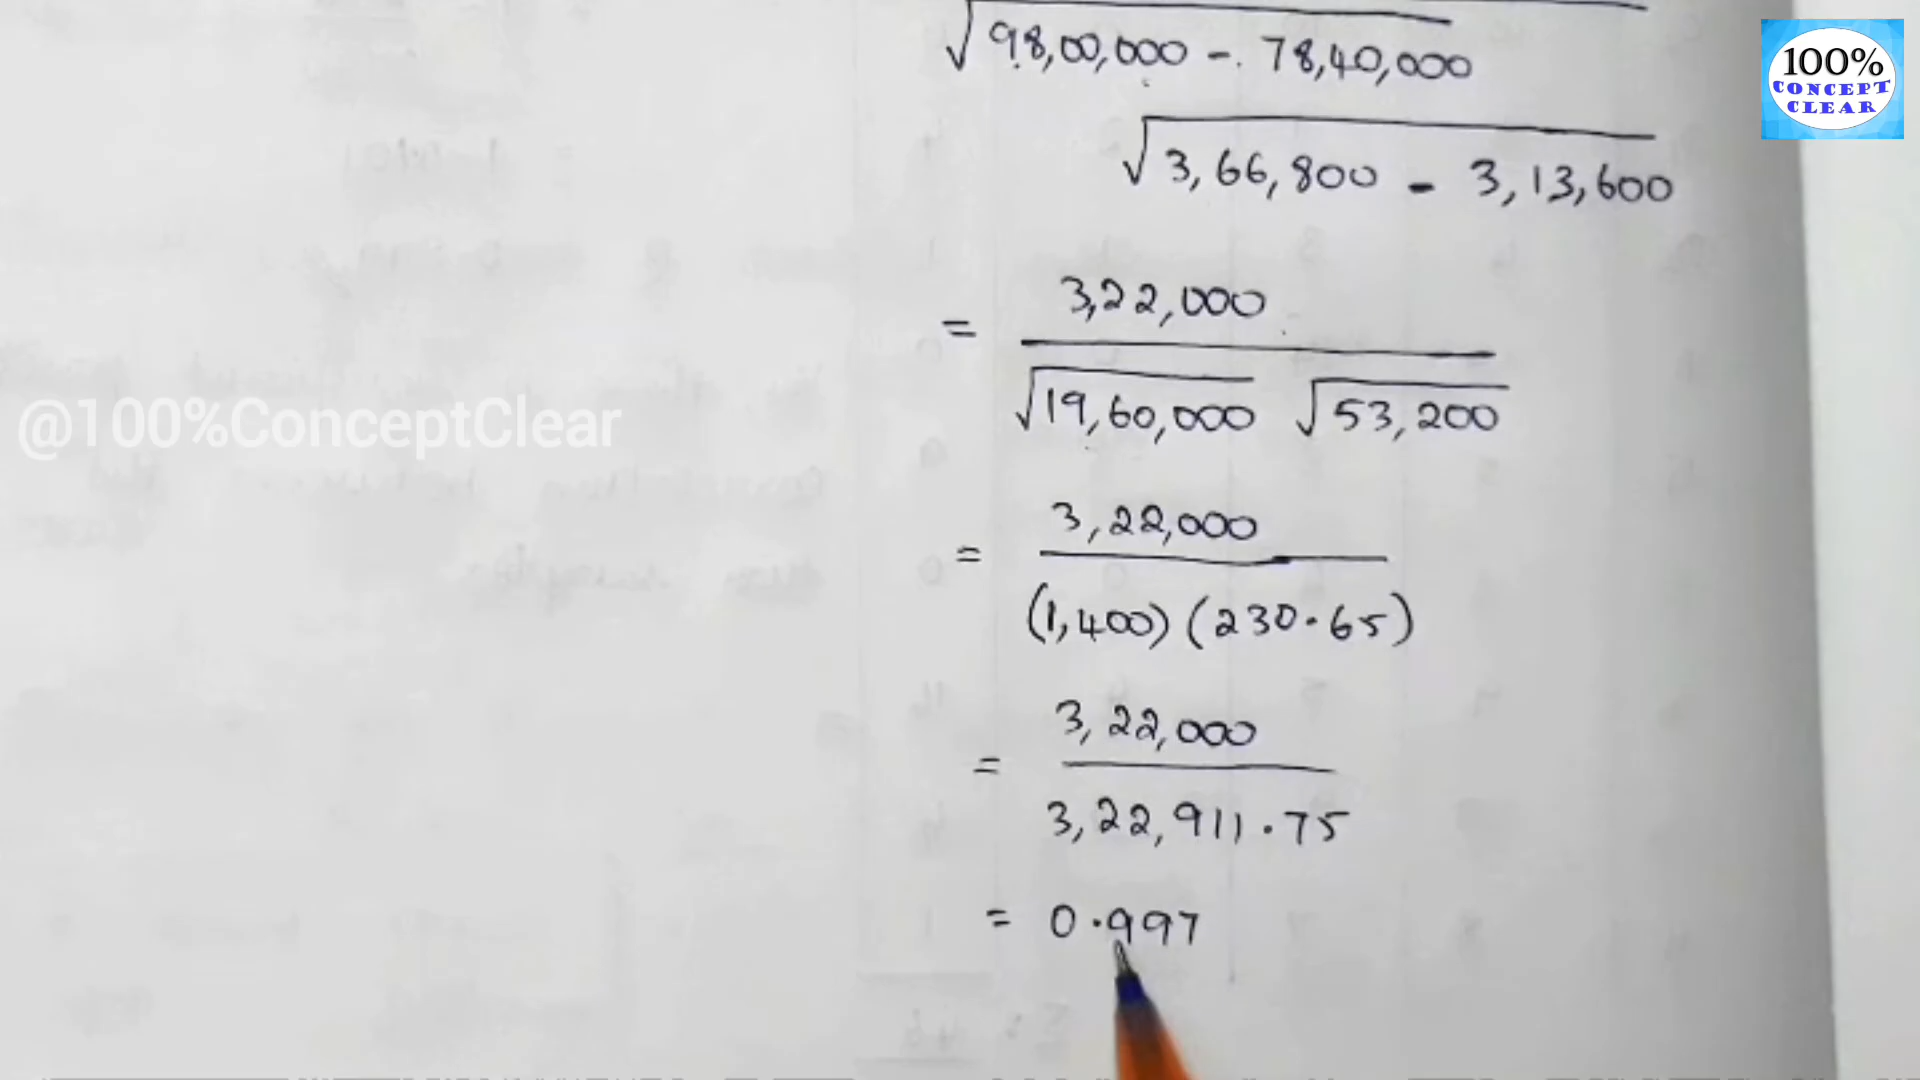 √98,00,000 - 78,40,000
√3,66,800 - 3,13,600
= 3,22,000
√19,60,000 √53,200
= 3,22,000
(1,400) (230.65)
= 3,22,000
3,22,911.75
= 0.997
@100%ConceptClear
100%
CONCEPT
CLEAR